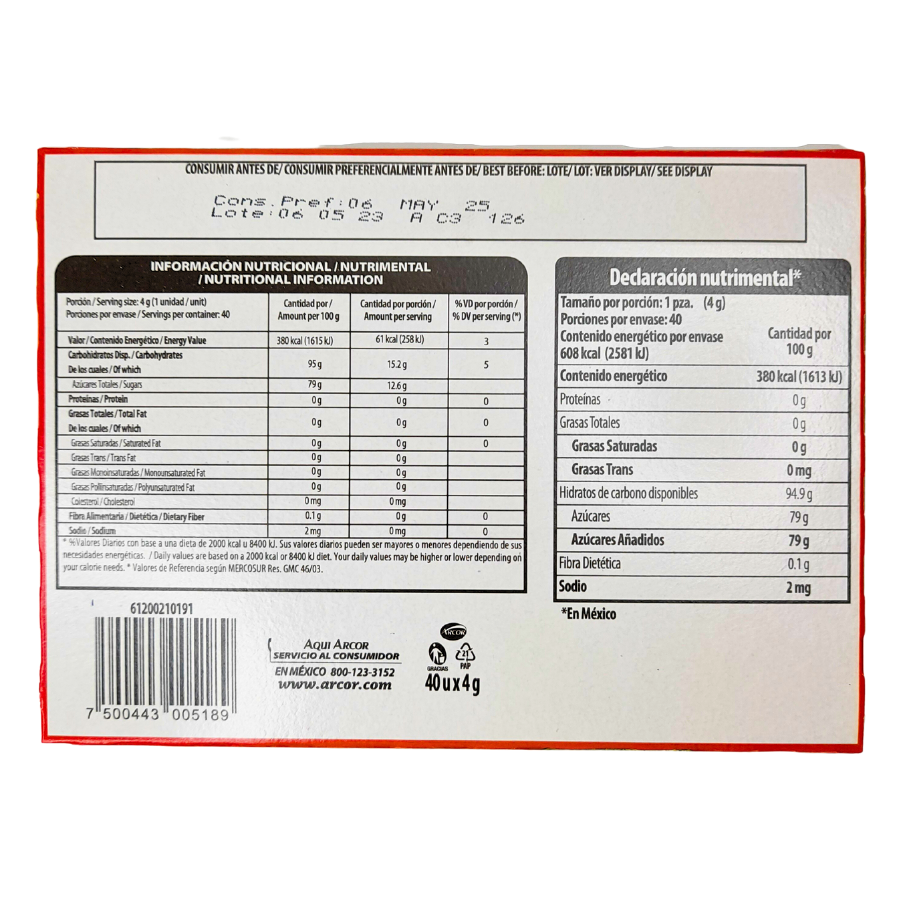 CONSUMIR ANTES DE/ CONSUMIR PREFERENCIALMENTE ANTES DE/ BEST BEFORE: LOTE/ LOT: VER DISPLAY/ SEE DISPLAY
Cons. Pref: 06 MAY 25
Lote: 06 05 23 A C3 126
INFORMACIÓN NUTRICIONAL / NUTRIMENTAL
/ NUTRITIONAL INFORMATION
Porción / Serving size: 4 g (1 unidad / unit)
Porciones por envase / Servings per container: 40
Cantidad por /
Amount per 100 g
Cantidad por porción /
Amount per serving
% VD por porción /
% DV per serving (*)
Valor / Contenido Energético / Energy Value 380 kcal (1615 kJ) 61 kcal (258 kJ) 3
Carbohidratos Disp. / Carbohydrates
De los cuales / Of which 95 g 15.2 g 5
Azúcares Totales / Sugars 79 g 12.6 g
Proteínas / Protein 0 g 0 g 0
Grasas Totales / Total Fat
De los cuales / Of which 0 g 0 g 0
Grasas Saturadas / Saturated Fat 0 g 0 g 0
Grasas Trans / Trans Fat 0 g 0 g
Grasas Monoinsaturadas / Monounsaturated Fat 0 g 0 g
Grasas Poliinsaturadas / Polyunsaturated Fat 0 g 0 g
Colesterol / Cholesterol 0 mg 0 mg
Fibra Alimentaria / Dietética / Dietary Fiber 0.1 g 0 g 0
Sodio / Sodium 2 mg 0 mg 0
* % Valores Diarios con base a una dieta de 2000 kcal u 8400 kJ. Sus valores diarios pueden ser mayores o menores dependiendo de sus
necesidades energéticas. / Daily values are based on a 2000 kcal or 8400 kJ diet. Your daily values may be higher or lower depending on
your calorie needs. * Valores de Referencia según MERCOSUR Res. GMC 46/03.
Declaración nutrimental*
Tamaño por porción: 1 pza. (4 g)
Porciones por envase: 40
Contenido energético por envase
608 kcal (2581 kJ)
Cantidad por
100 g
Contenido energético 380 kcal (1613 kJ)
Proteínas 0 g
Grasas Totales 0 g
Grasas Saturadas 0 g
Grasas Trans 0 mg
Hidratos de carbono disponibles 94.9 g
Azúcares 79 g
Azúcares Añadidos 79 g
Fibra Dietética 0.1 g
Sodio 2 mg
*En México
61200210191
7 500443 005189
AQUI ARCOR
SERVICIO AL CONSUMIDOR
EN MÉXICO 800-123-3152
www.arcor.com
ARCOR
GRACIAS
21
PAP
40 u x 4 g